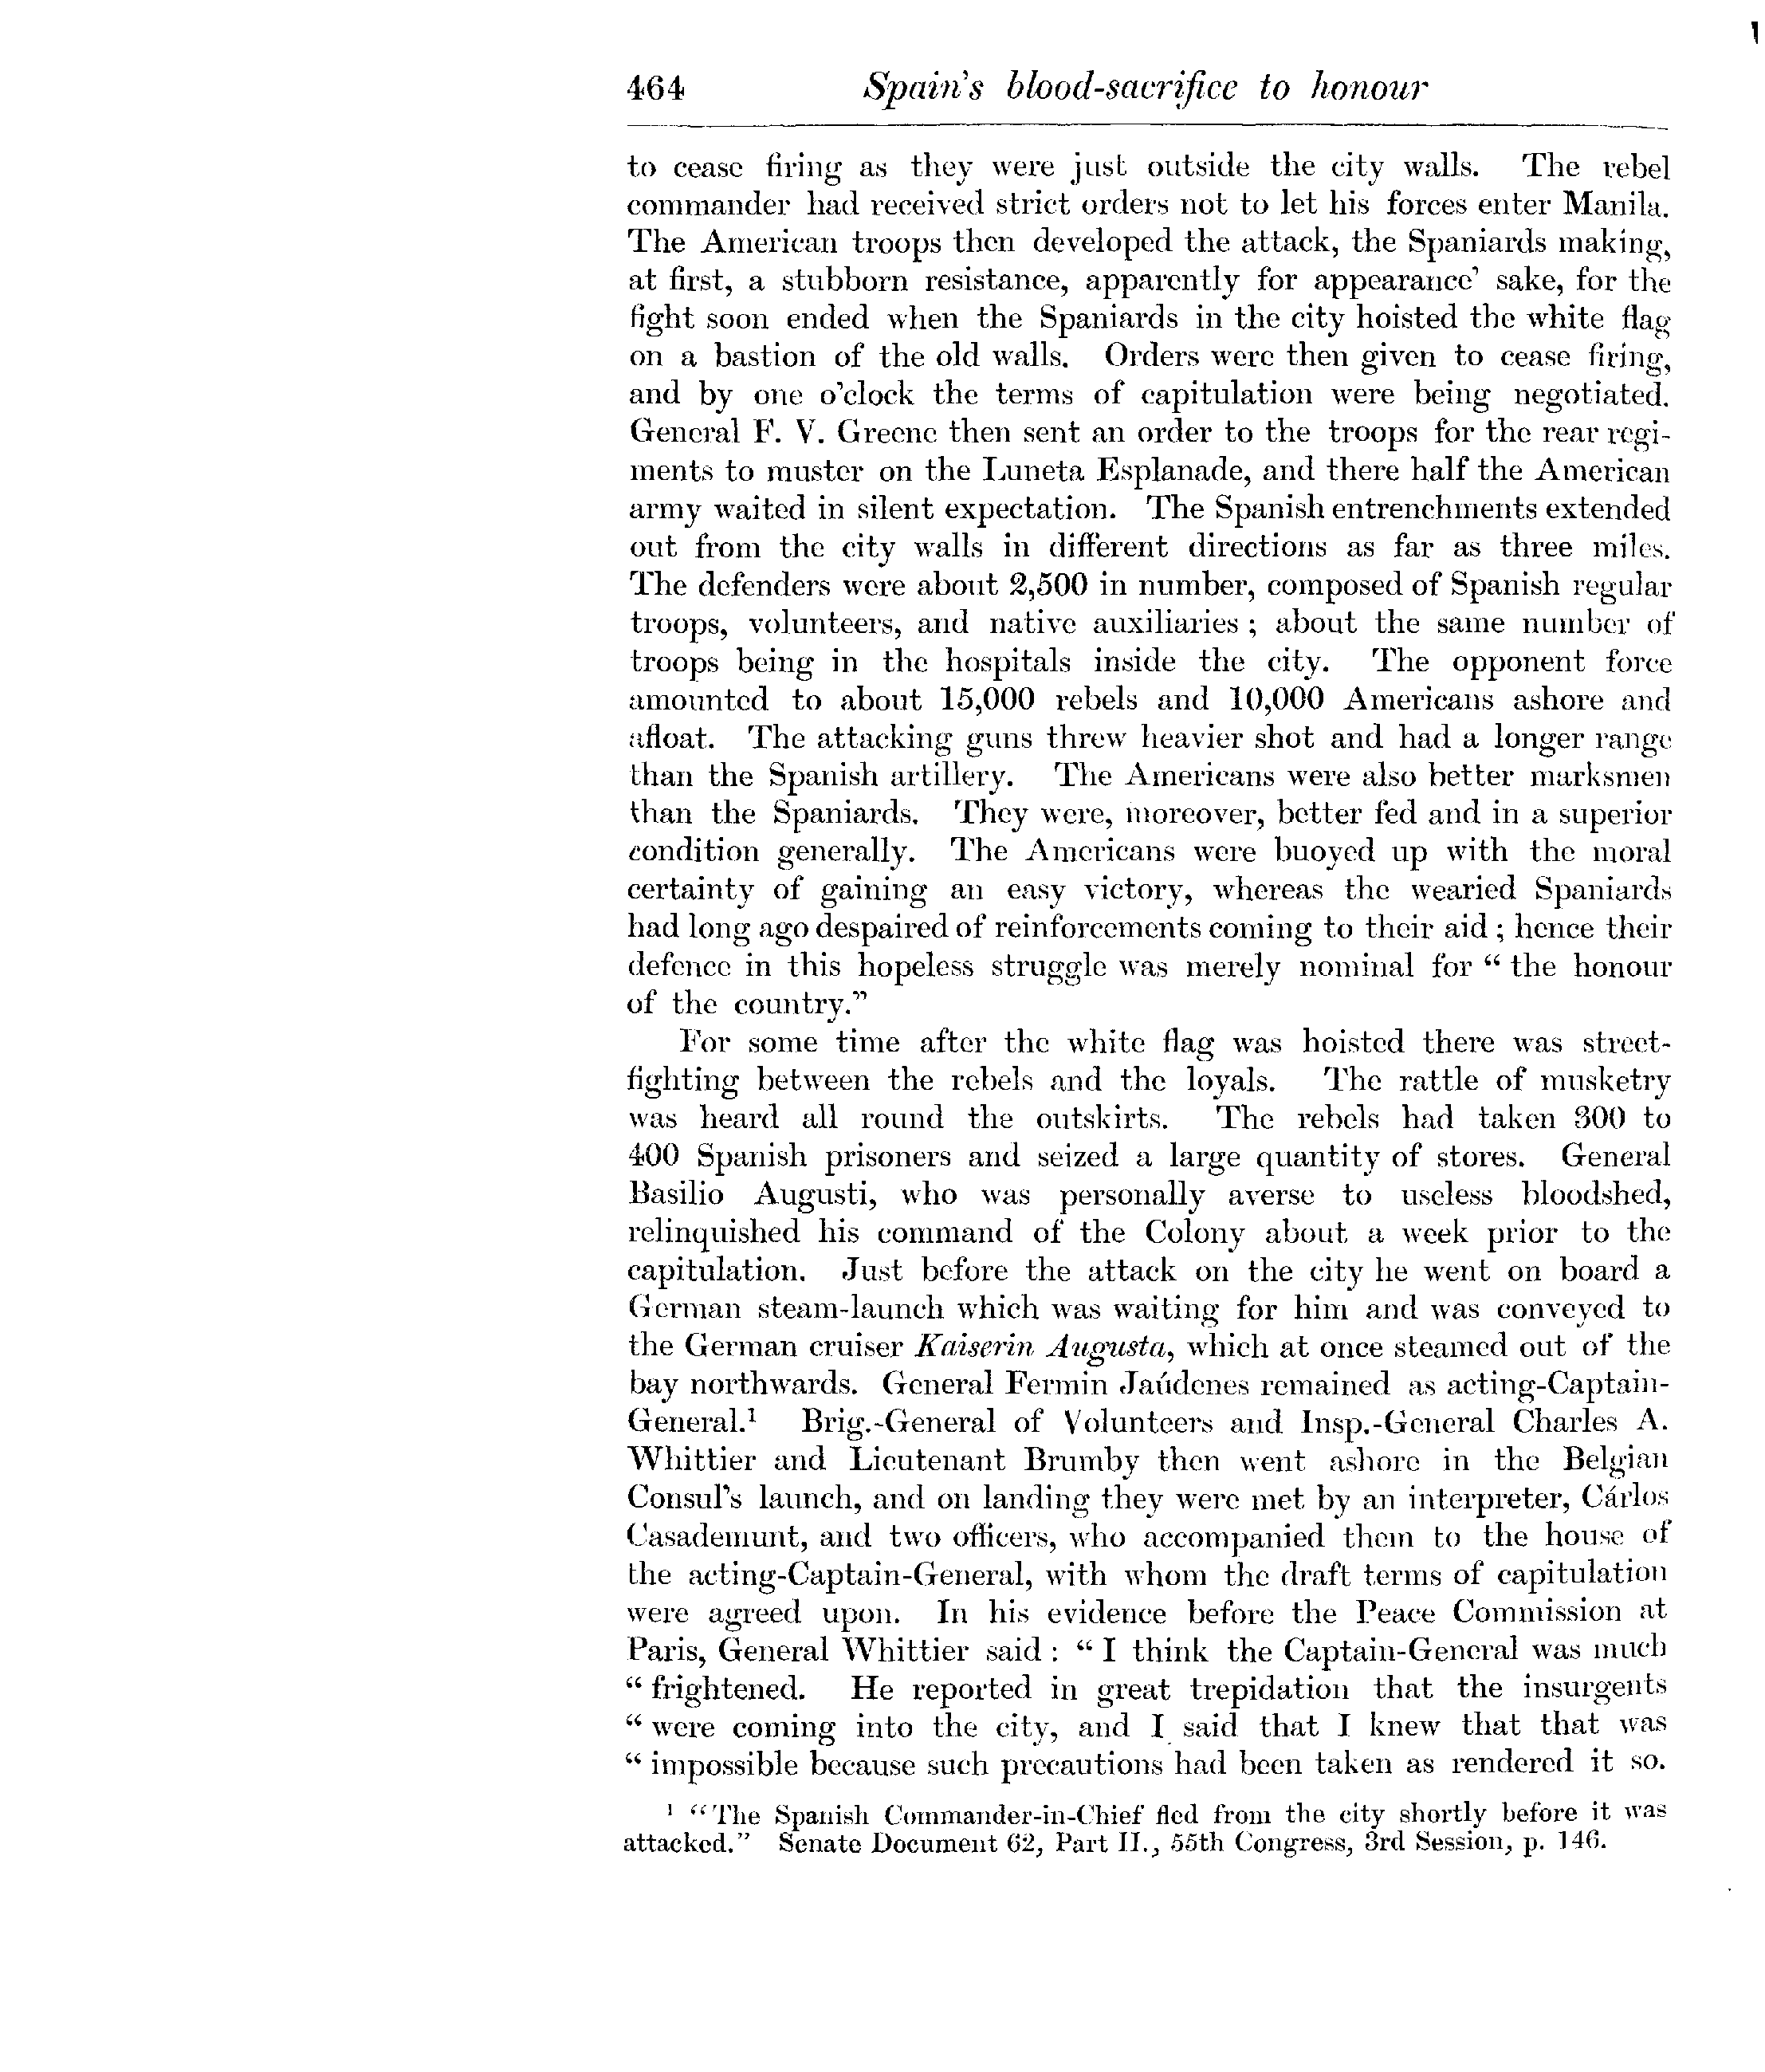 464 Spain's blood-sacrifice to honour
to cease firing as they were just outside the city walls. The rebel
commander had received strict orders not to let his forces enter Manila.
The American troops then developed the attack, the Spaniards making,
at first, a stubborn resistance, apparently for appearance' sake, for the
fight soon ended when the Spaniards in the city hoisted the white flag
on a bastion of the old walls. Orders were then given to cease firing,
and by one o'clock the terms of capitulation were being negotiated.
General F. V. Greene then sent an order to the troops for the rear regi-
ments to muster on the Luneta Esplanade, and there half the American
army waited in silent expectation. The Spanish entrenchments extended
out from the city walls in different directions as far as three miles.
The defenders were about 2,500 in number, composed of Spanish regular
troops, volunteers, and native auxiliaries; about the same number of
troops being in the hospitals inside the city. The opponent force
amounted to about 15,000 rebels and 10,000 Americans ashore and
afloat. The attacking guns threw heavier shot and had a longer range
than the Spanish artillery. The Americans were also better marksmen
than the Spaniards. They were, moreover, better fed and in a superior
condition generally. The Americans were buoyed up with the moral
certainty of gaining an easy victory, whereas the wearied Spaniards
had long ago despaired of reinforcements coming to their aid; hence their
defence in this hopeless struggle was merely nominal for "the honour
of the country."
For some time after the white flag was hoisted there was street-
fighting between the rebels and the loyals. The rattle of musketry
was heard all round the outskirts. The rebels had taken 300 to
400 Spanish prisoners and seized a large quantity of stores. General
Basilio Augusti, who was personally averse to useless bloodshed,
relinquished his command of the Colony about a week prior to the
capitulation. Just before the attack on the city he went on board a
German steam-launch which was waiting for him and was conveyed to
the German cruiser Kaiserin Augusta, which at once steamed out of the
bay northwards. General Fermin Jaúdenes remained as acting-Captain-
General.¹ Brig.-General of Volunteers and Insp.-General Charles A.
Whittier and Lieutenant Brumby then went ashore in the Belgian
Consul's launch, and on landing they were met by an interpreter, Cárlos
Casademunt, and two officers, who accompanied them to the house of
the acting-Captain-General, with whom the draft terms of capitulation
were agreed upon. In his evidence before the Peace Commission at
Paris, General Whittier said: "I think the Captain-General was much
"frightened. He reported in great trepidation that the insurgents
"were coming into the city, and I said that I knew that that was
"impossible because such precautions had been taken as rendered it so.
¹ "The Spanish Commander-in-Chief fled from the city shortly before it was
attacked." Senate Document 62, Part II., 55th Congress, 3rd Session, p. 146.